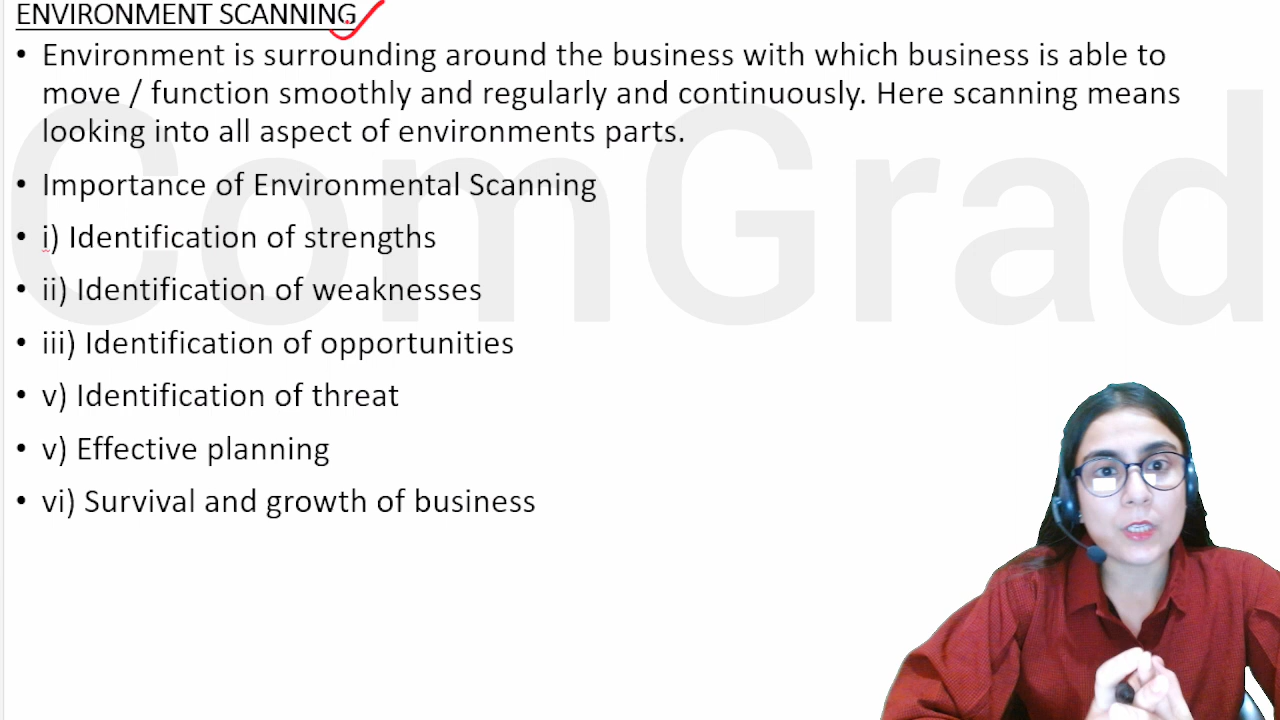 ENVIRONMENT SCANNING
• Environment is surrounding around the business with which business is able to
move / function smoothly and regularly and continuously. Here scanning means
looking into all aspect of environments parts.
• Importance of Environmental Scanning
• i) Identification of strengths
• ii) Identification of weaknesses
• iii) Identification of opportunities
• v) Identification of threat
• v) Effective planning
• vi) Survival and growth of business
ComGrad